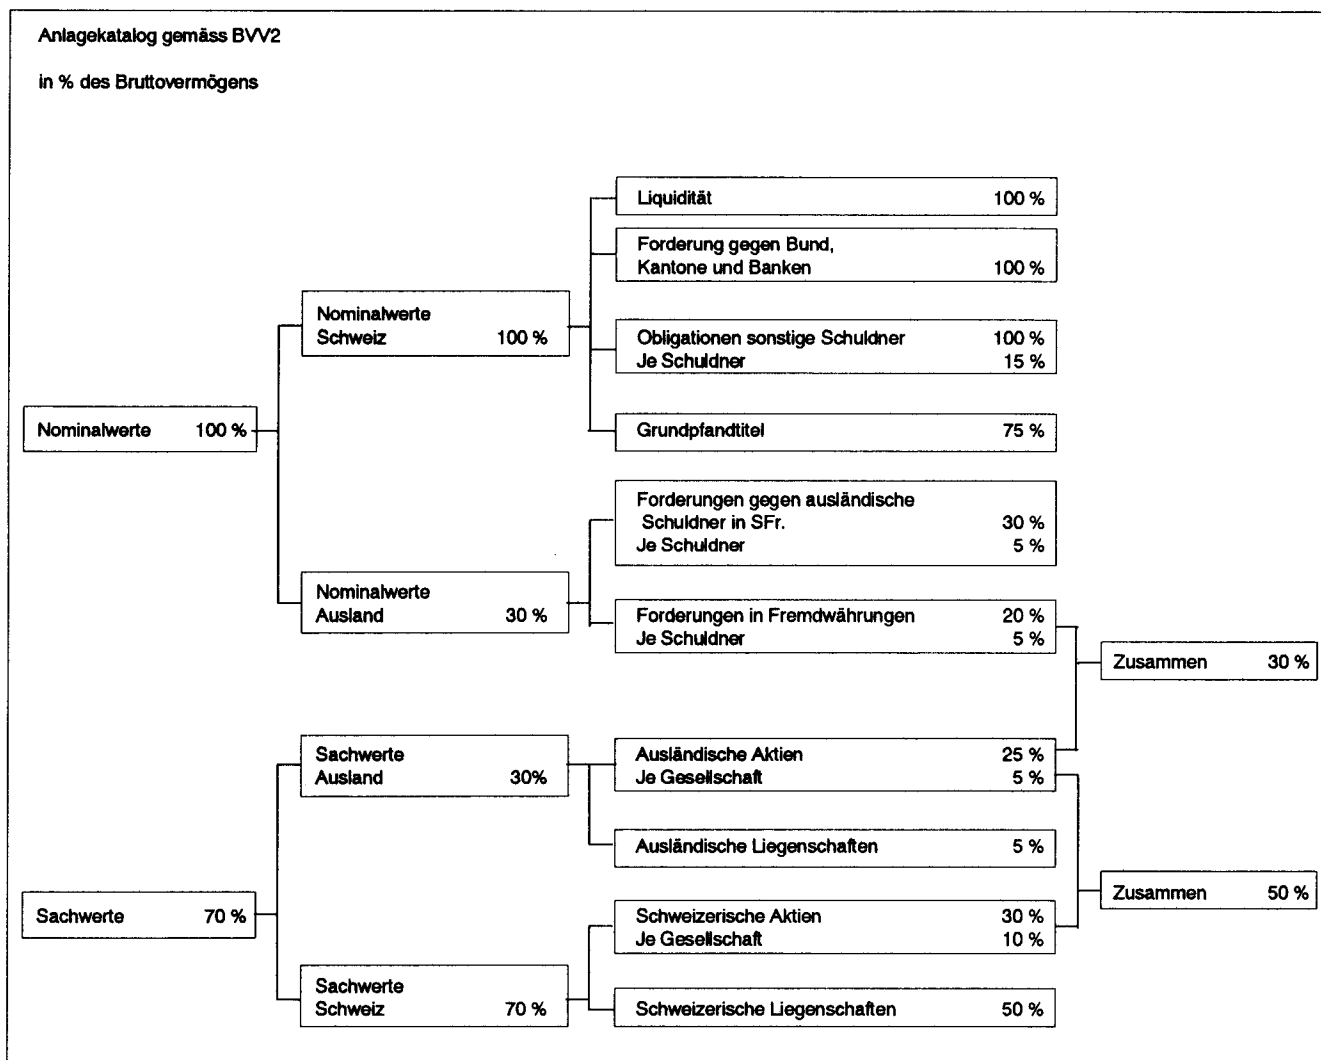 Anlagekatalog gemäss BVV2
in % des Bruttovermögens
Liquidität 100 %
Forderung gegen Bund,
Kantone und Banken 100 %
Nominalwerte
Schweiz 100 %
Obligationen sonstige Schuldner 100 %
Je Schuldner 15 %
Nominalwerte 100 %
Grundpfandtitel 75 %
Forderungen gegen ausländische
Schuldner in SFr. 30 %
Je Schuldner 5 %
Nominalwerte
Ausland 30 %
Forderungen in Fremdwährungen 20 %
Je Schuldner 5 %
Zusammen 30 %
Sachwerte
Ausland 30%
Ausländische Aktien 25 %
Je Gesellschaft 5 %
Ausländische Liegenschaften 5 %
Zusammen 50 %
Sachwerte 70 %
Schweizerische Aktien 30 %
Je Gesellschaft 10 %
Sachwerte
Schweiz 70 %
Schweizerische Liegenschaften 50 %